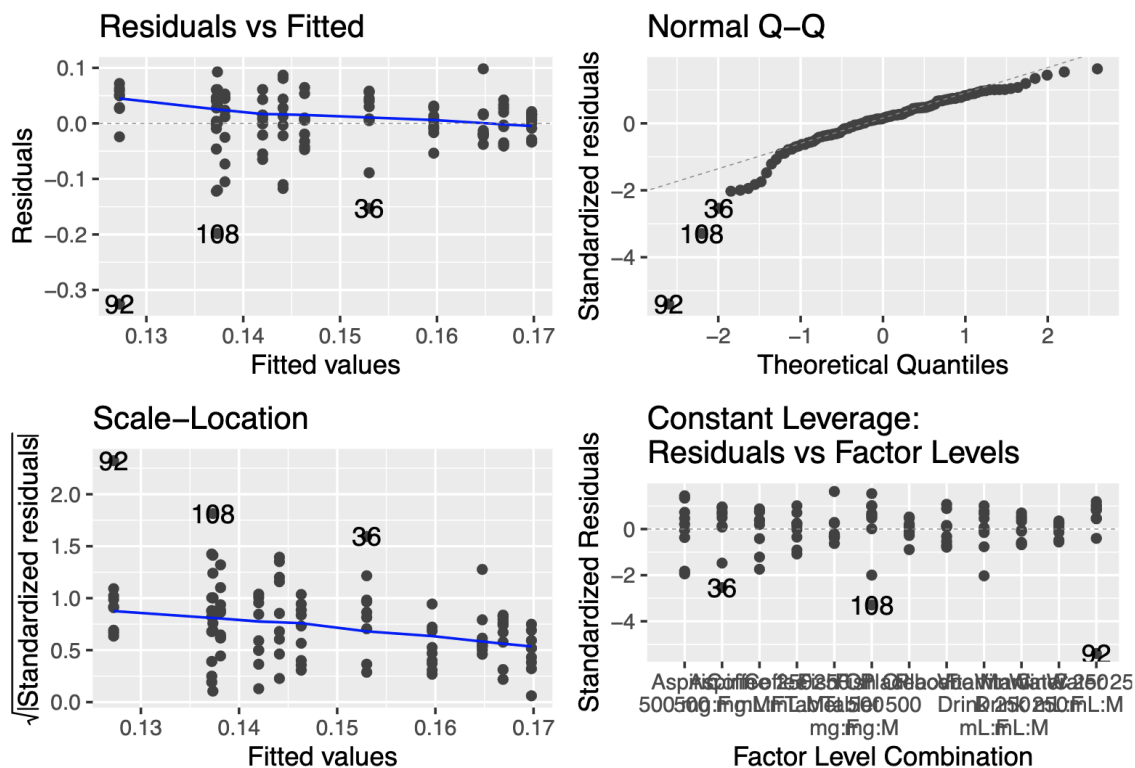 Residuals vs Fitted
Residuals
0.1
0.0
−0.1
−0.2
−0.3
36
108
92
0.13 0.14 0.15 0.16 0.17
Fitted values
Normal Q−Q
Standardized residuals
0
−2
−4
36
108
92
−2 −1 0 1 2
Theoretical Quantiles
Scale−Location
√|Standardized residuals|
2.0
1.5
1.0
0.5
0.0
92
108
36
0.13 0.14 0.15 0.16 0.17
Fitted values
Constant Leverage:
Residuals vs Factor Levels
Standardized Residuals
0
−2
−4
36
108
92
Factor Level Combination